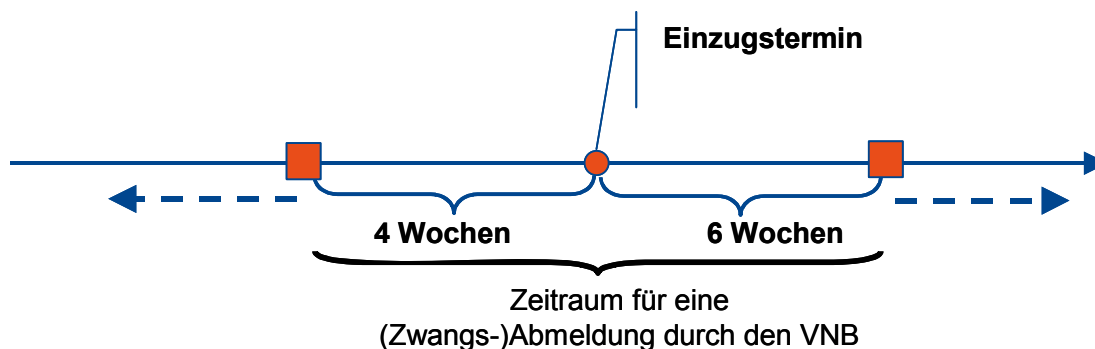 Einzugstermin
4 Wochen
6 Wochen
Zeitraum für eine
(Zwangs-)Abmeldung durch den VNB